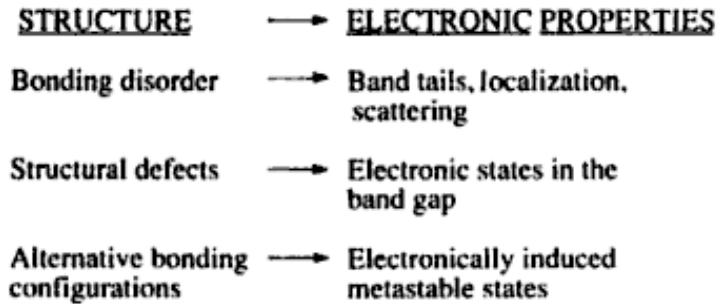 STRUCTURE → ELECTRONIC PROPERTIES
Bonding disorder → Band tails, localization,
scattering
Structural defects → Electronic states in the
band gap
Alternative bonding → Electronically induced
configurations metastable states